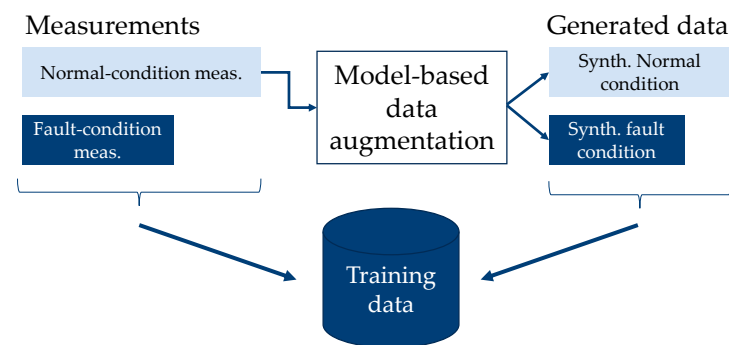 Measurements
Generated data
Normal-condition meas.
Model-based
data
augmentation
Synth. Normal
condition
Fault-condition
meas.
Synth. fault
condition
Training
data